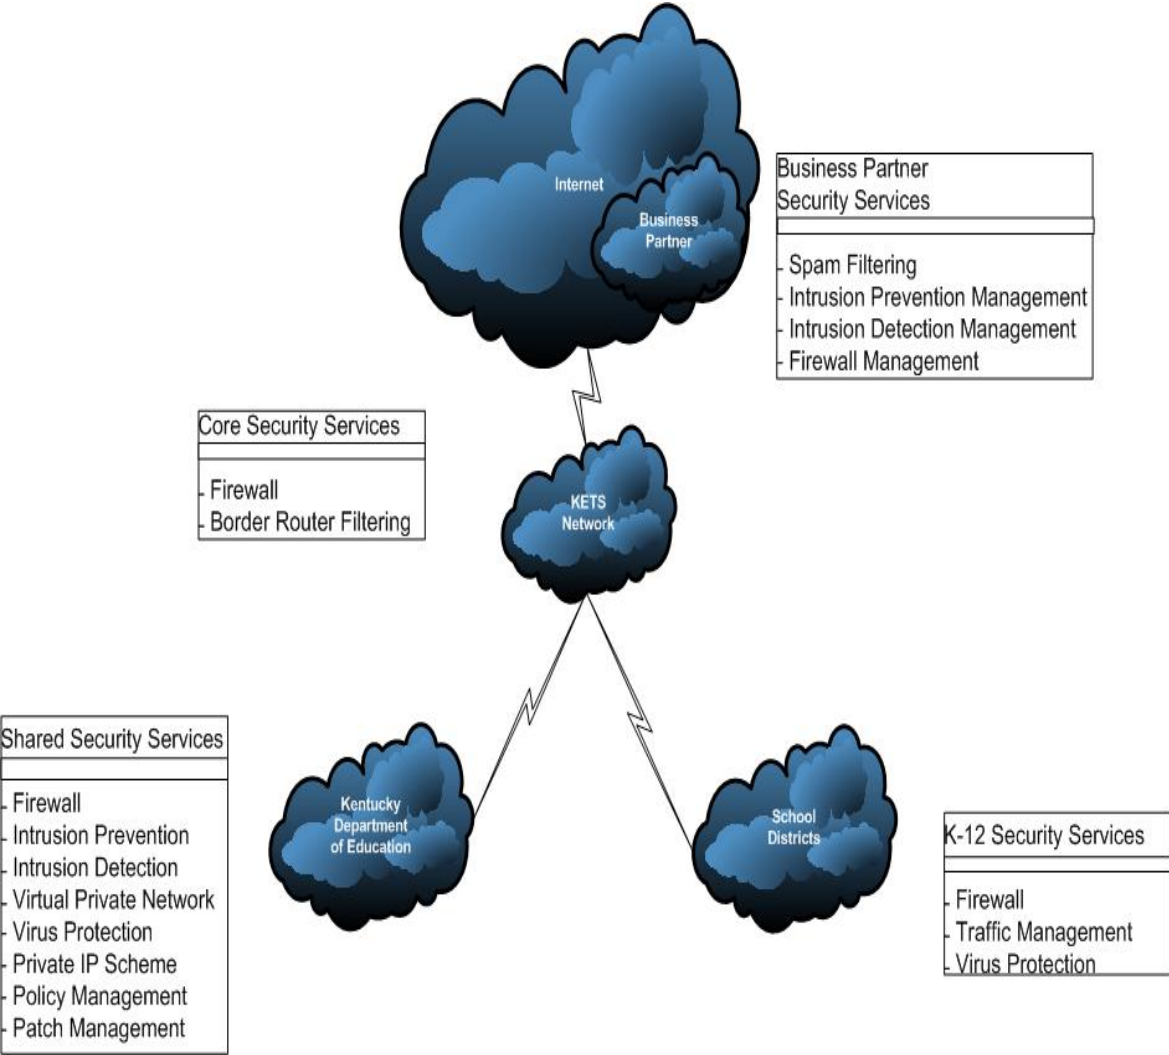 Internet
Business
Partner
Business Partner
Security Services
- Spam Filtering
- Intrusion Prevention Management
- Intrusion Detection Management
- Firewall Management
Core Security Services
- Firewall
- Border Router Filtering
KETS
Network
Shared Security Services
- Firewall
- Intrusion Prevention
- Intrusion Detection
- Virtual Private Network
- Virus Protection
- Private IP Scheme
- Policy Management
- Patch Management
Kentucky
Department
of Education
School
Districts
K-12 Security Services
- Firewall
- Traffic Management
- Virus Protection